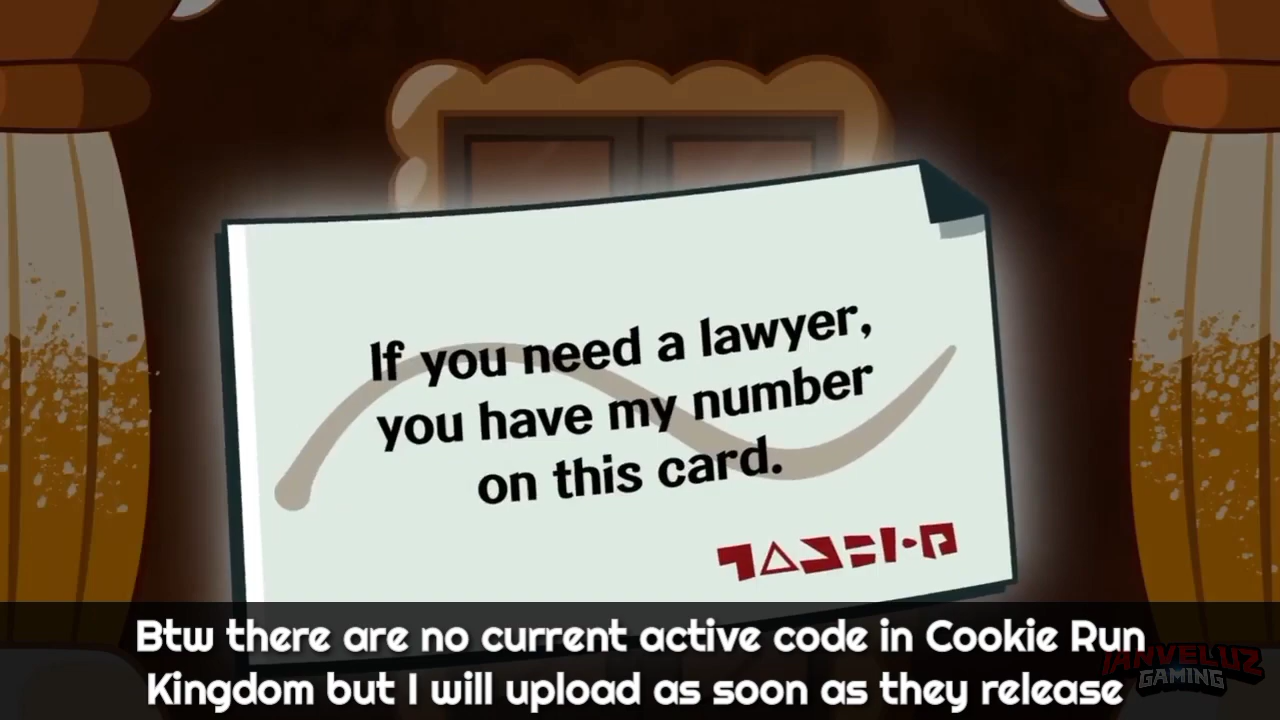 If you need a lawyer,
you have my number
on this card.
Btw there are no current active code in Cookie Run
Kingdom but I will upload as soon as they release
IANVELUZ
GAMING